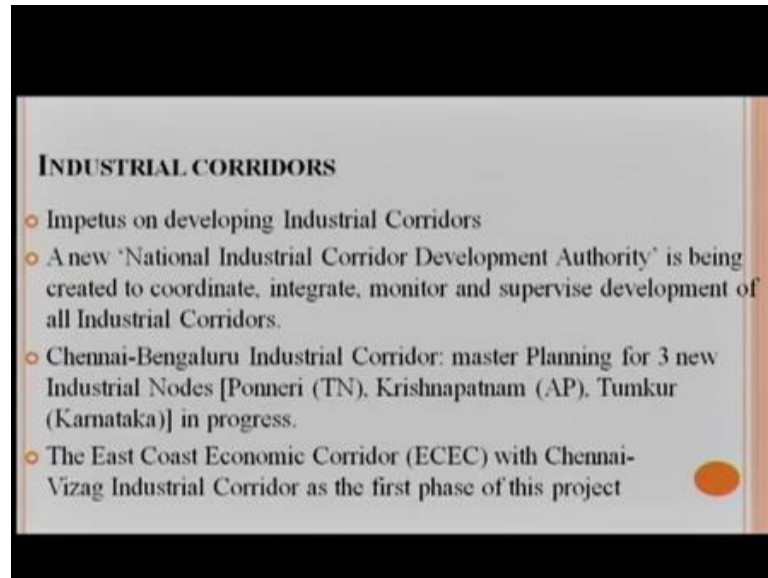 INDUSTRIAL CORRIDORS
Impetus on developing Industrial Corridors
A new 'National Industrial Corridor Development Authority' is being
created to coordinate, integrate, monitor and supervise development of
all Industrial Corridors.
Chennai-Bengaluru Industrial Corridor: master Planning for 3 new
Industrial Nodes [Ponneri (TN), Krishnapatnam (AP), Tumkur
(Karnataka)] in progress.
The East Coast Economic Corridor (ECEC) with Chennai-
Vizag Industrial Corridor as the first phase of this project